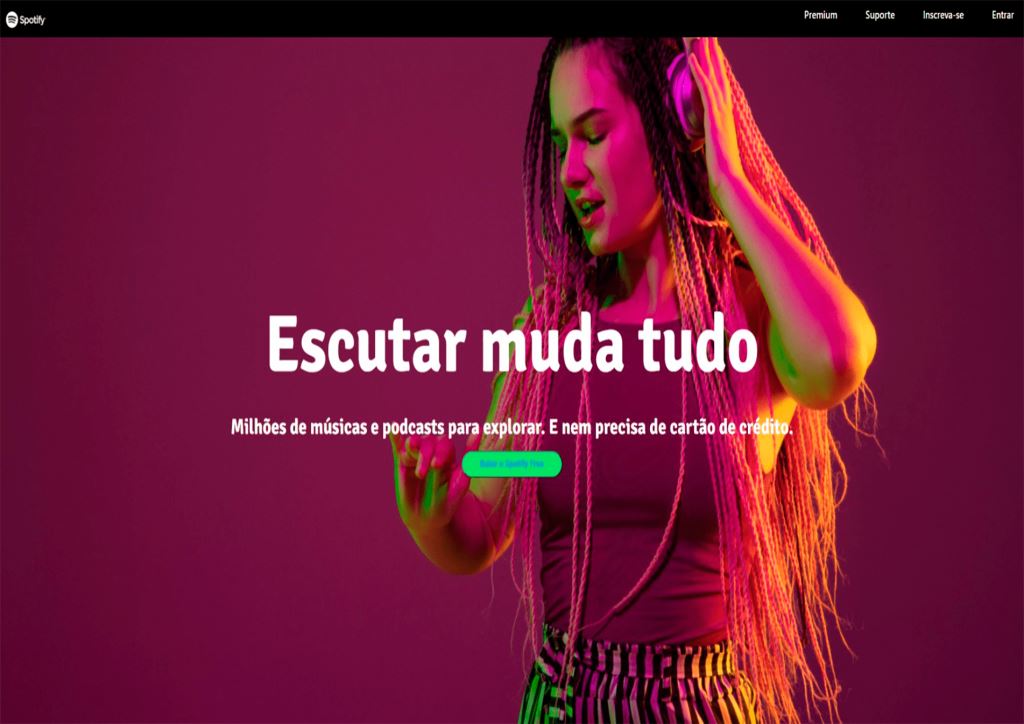 Spotify
Premium Suporte Inscreva-se Entrar
Escutar muda tudo
Milhões de músicas e podcasts para explorar. E nem precisa de cartão de crédito.
Baixar o Spotify Free